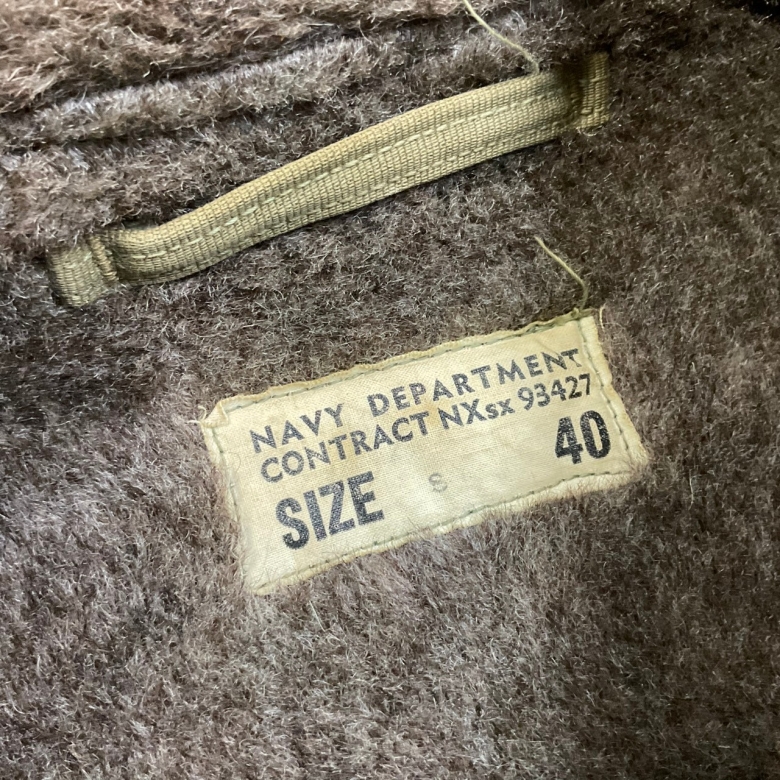 NAVY DEPARTMENT
CONTRACT NXsx 93427
SIZE S 40